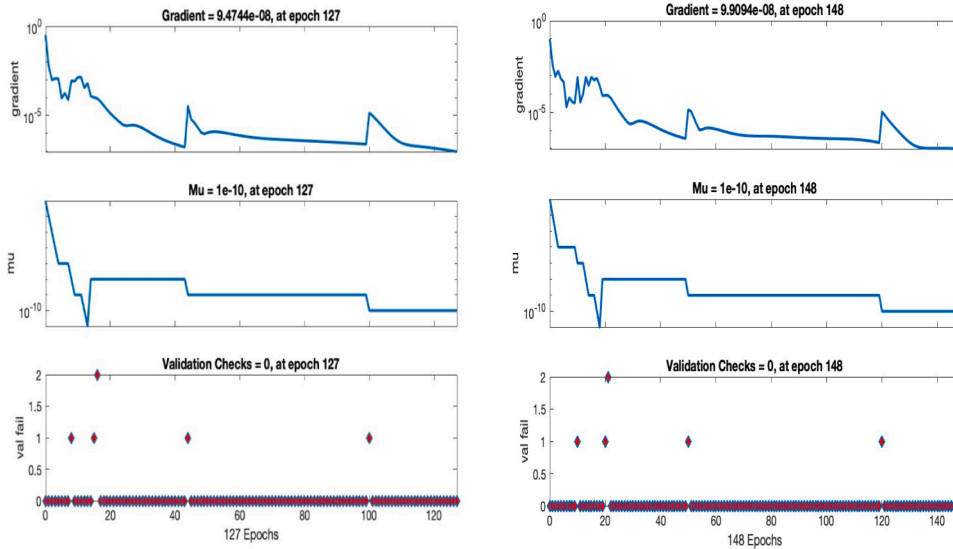 Gradient = 9.4744e-08, at epoch 127
10^0
10^-5
gradient
Mu = 1e-10, at epoch 127
10^-10
mu
Validation Checks = 0, at epoch 127
2
1.5
1
0.5
0
val fail
0 20 40 60 80 100 120
127 Epochs
Gradient = 9.9094e-08, at epoch 148
10^0
10^-5
gradient
Mu = 1e-10, at epoch 148
10^-10
mu
Validation Checks = 0, at epoch 148
2
1.5
1
0.5
0
val fail
0 20 40 60 80 100 120 140
148 Epochs